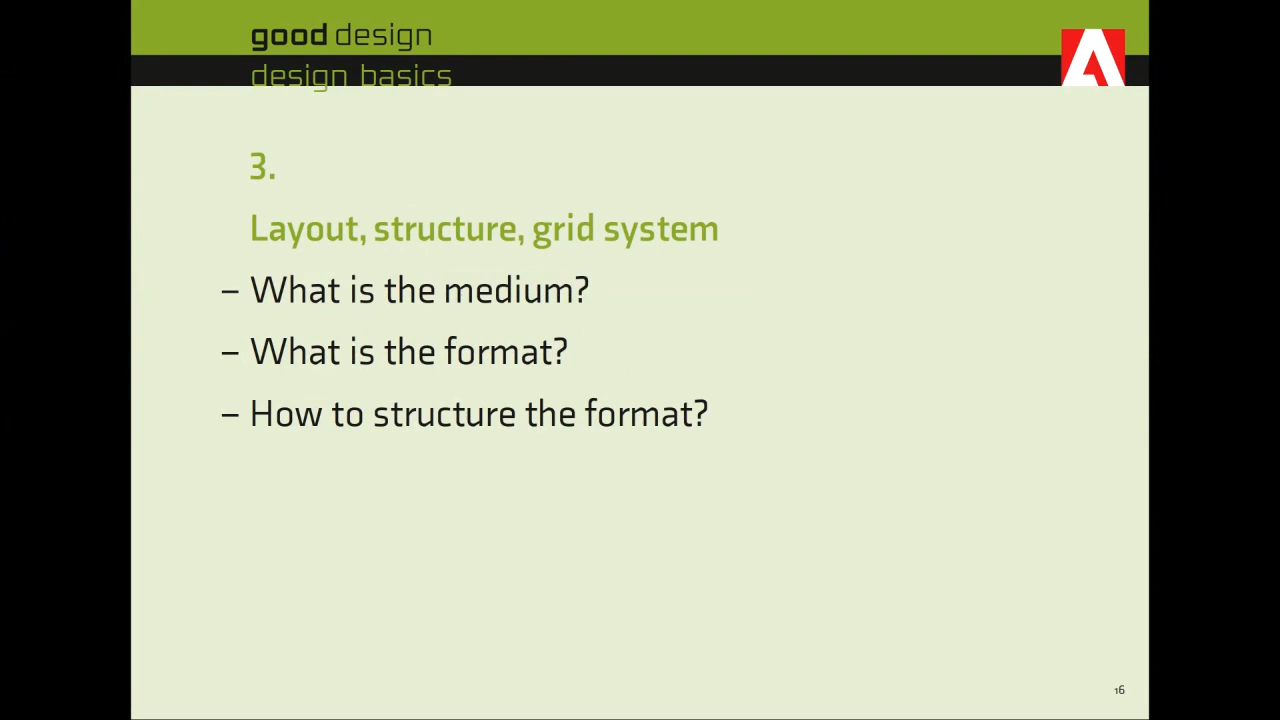 good design
design basics
3.
Layout, structure, grid system
– What is the medium?
– What is the format?
– How to structure the format?
16